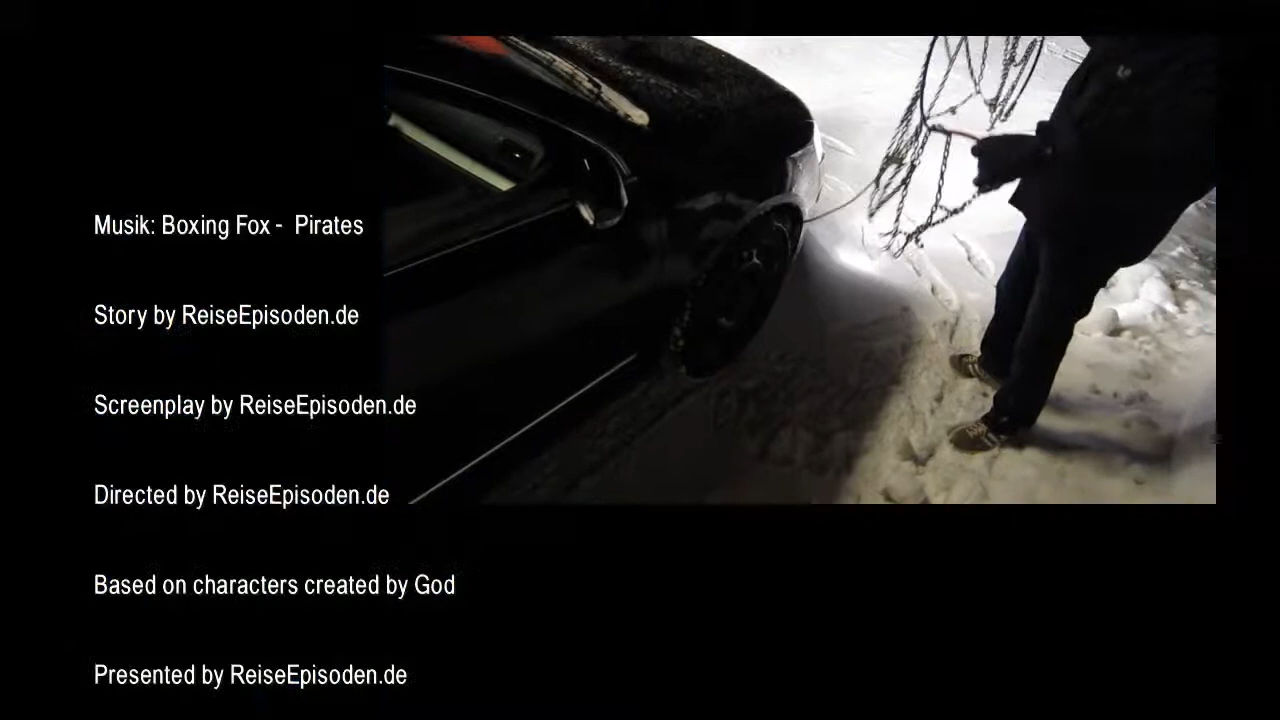 Musik: Boxing Fox -  Pirates
Story by ReiseEpisoden.de
Screenplay by ReiseEpisoden.de
Directed by ReiseEpisoden.de
Based on characters created by God
Presented by ReiseEpisoden.de